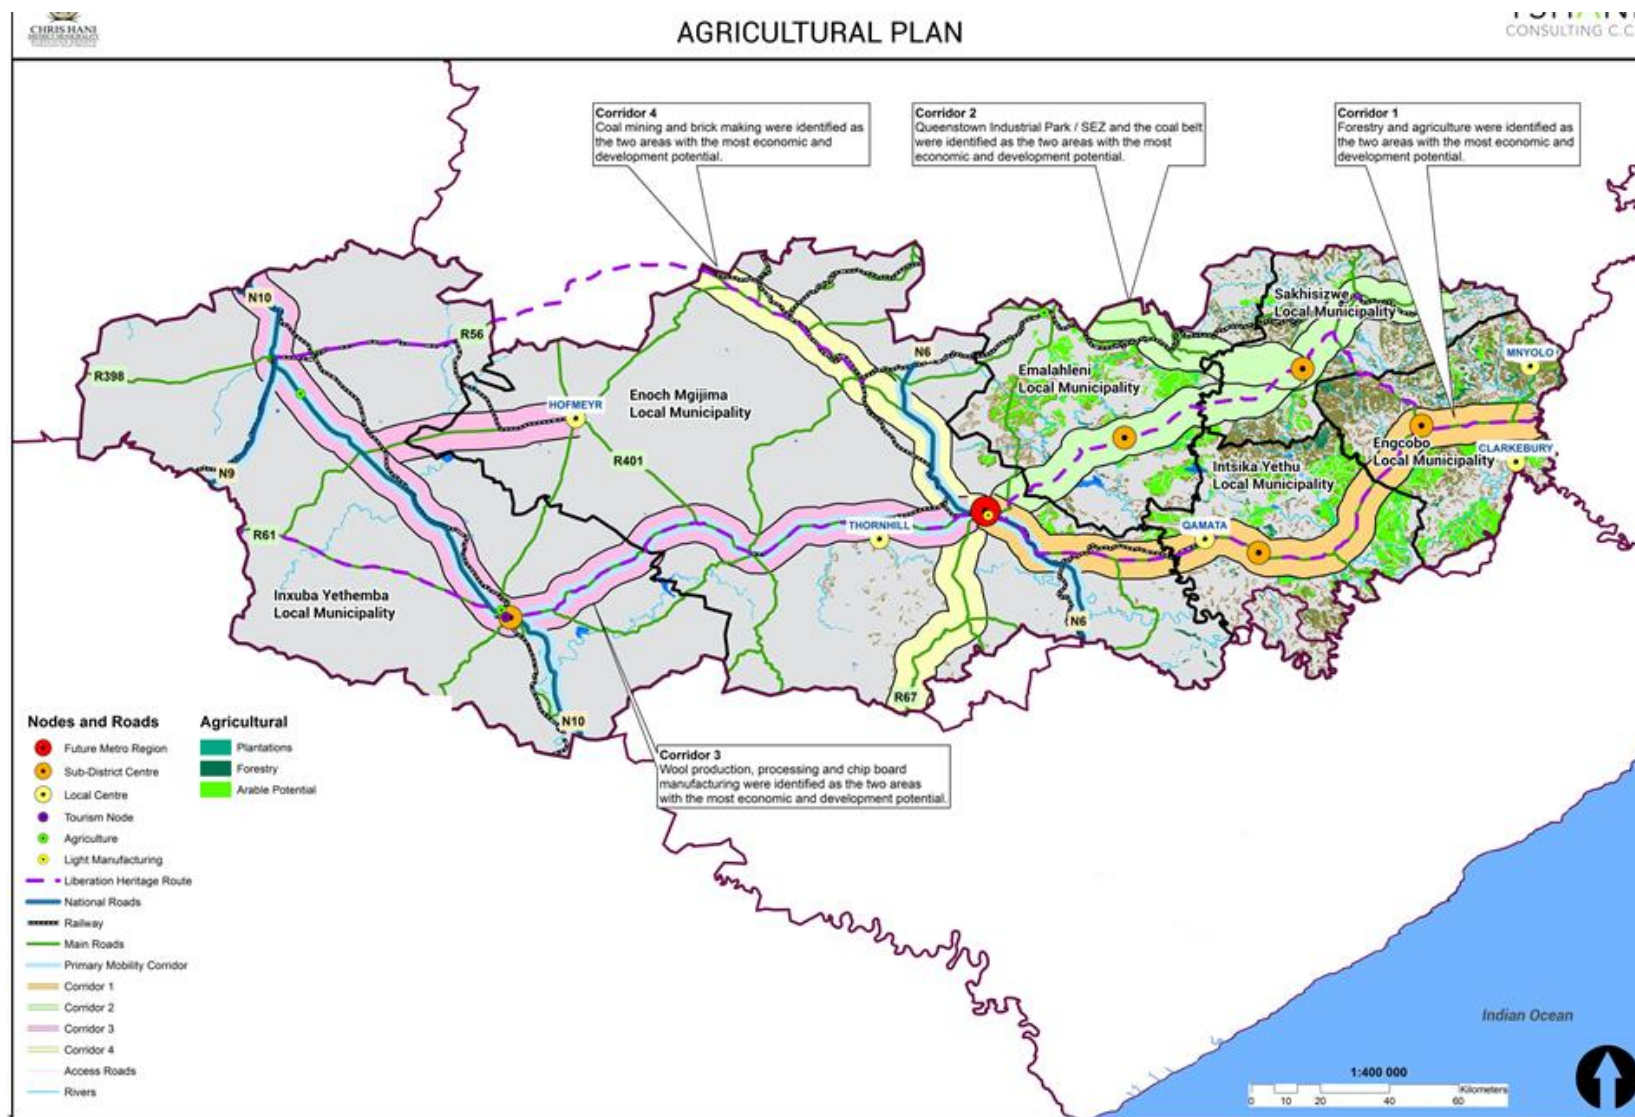 CHRIS HANI
DISTRICT MUNICIPALITY
AGRICULTURAL PLAN
CONSULTING C.C
Corridor 4
Coal mining and brick making were identified as
the two areas with the most economic and
development potential.
Corridor 2
Queenstown Industrial Park / SEZ and the coal belt
were identified as the two areas with the most
economic and development potential.
Corridor 1
Forestry and agriculture were identified as
the two areas with the most economic and
development potential.
N10
R56
R398
N9
HOFMEYR
Enoch Mgijima
Local Municipality
R401
N6
Emalahleni
Local Municipality
Sakhisizwe
Local Municipality
MNYOLO
Engcobo
Local Municipality
CLARKEBURY
Intsika Yethu
Local Municipality
R61
THORNHILL
QAMATA
Inxuba Yethemba
Local Municipality
N6
R67
N10
Corridor 3
Wool production, processing and chip board
manufacturing were identified as the two areas
with the most economic and development potential.
Nodes and Roads
Future Metro Region
Sub-District Centre
Local Centre
Tourism Node
Agriculture
Light Manufacturing
Liberation Heritage Route
National Roads
Railway
Main Roads
Primary Mobility Corridor
Corridor 1
Corridor 2
Corridor 3
Corridor 4
Access Roads
Rivers
Agricultural
Plantations
Forestry
Arable Potential
Indian Ocean
1:400 000
Kilometers
0 10 20 40 60